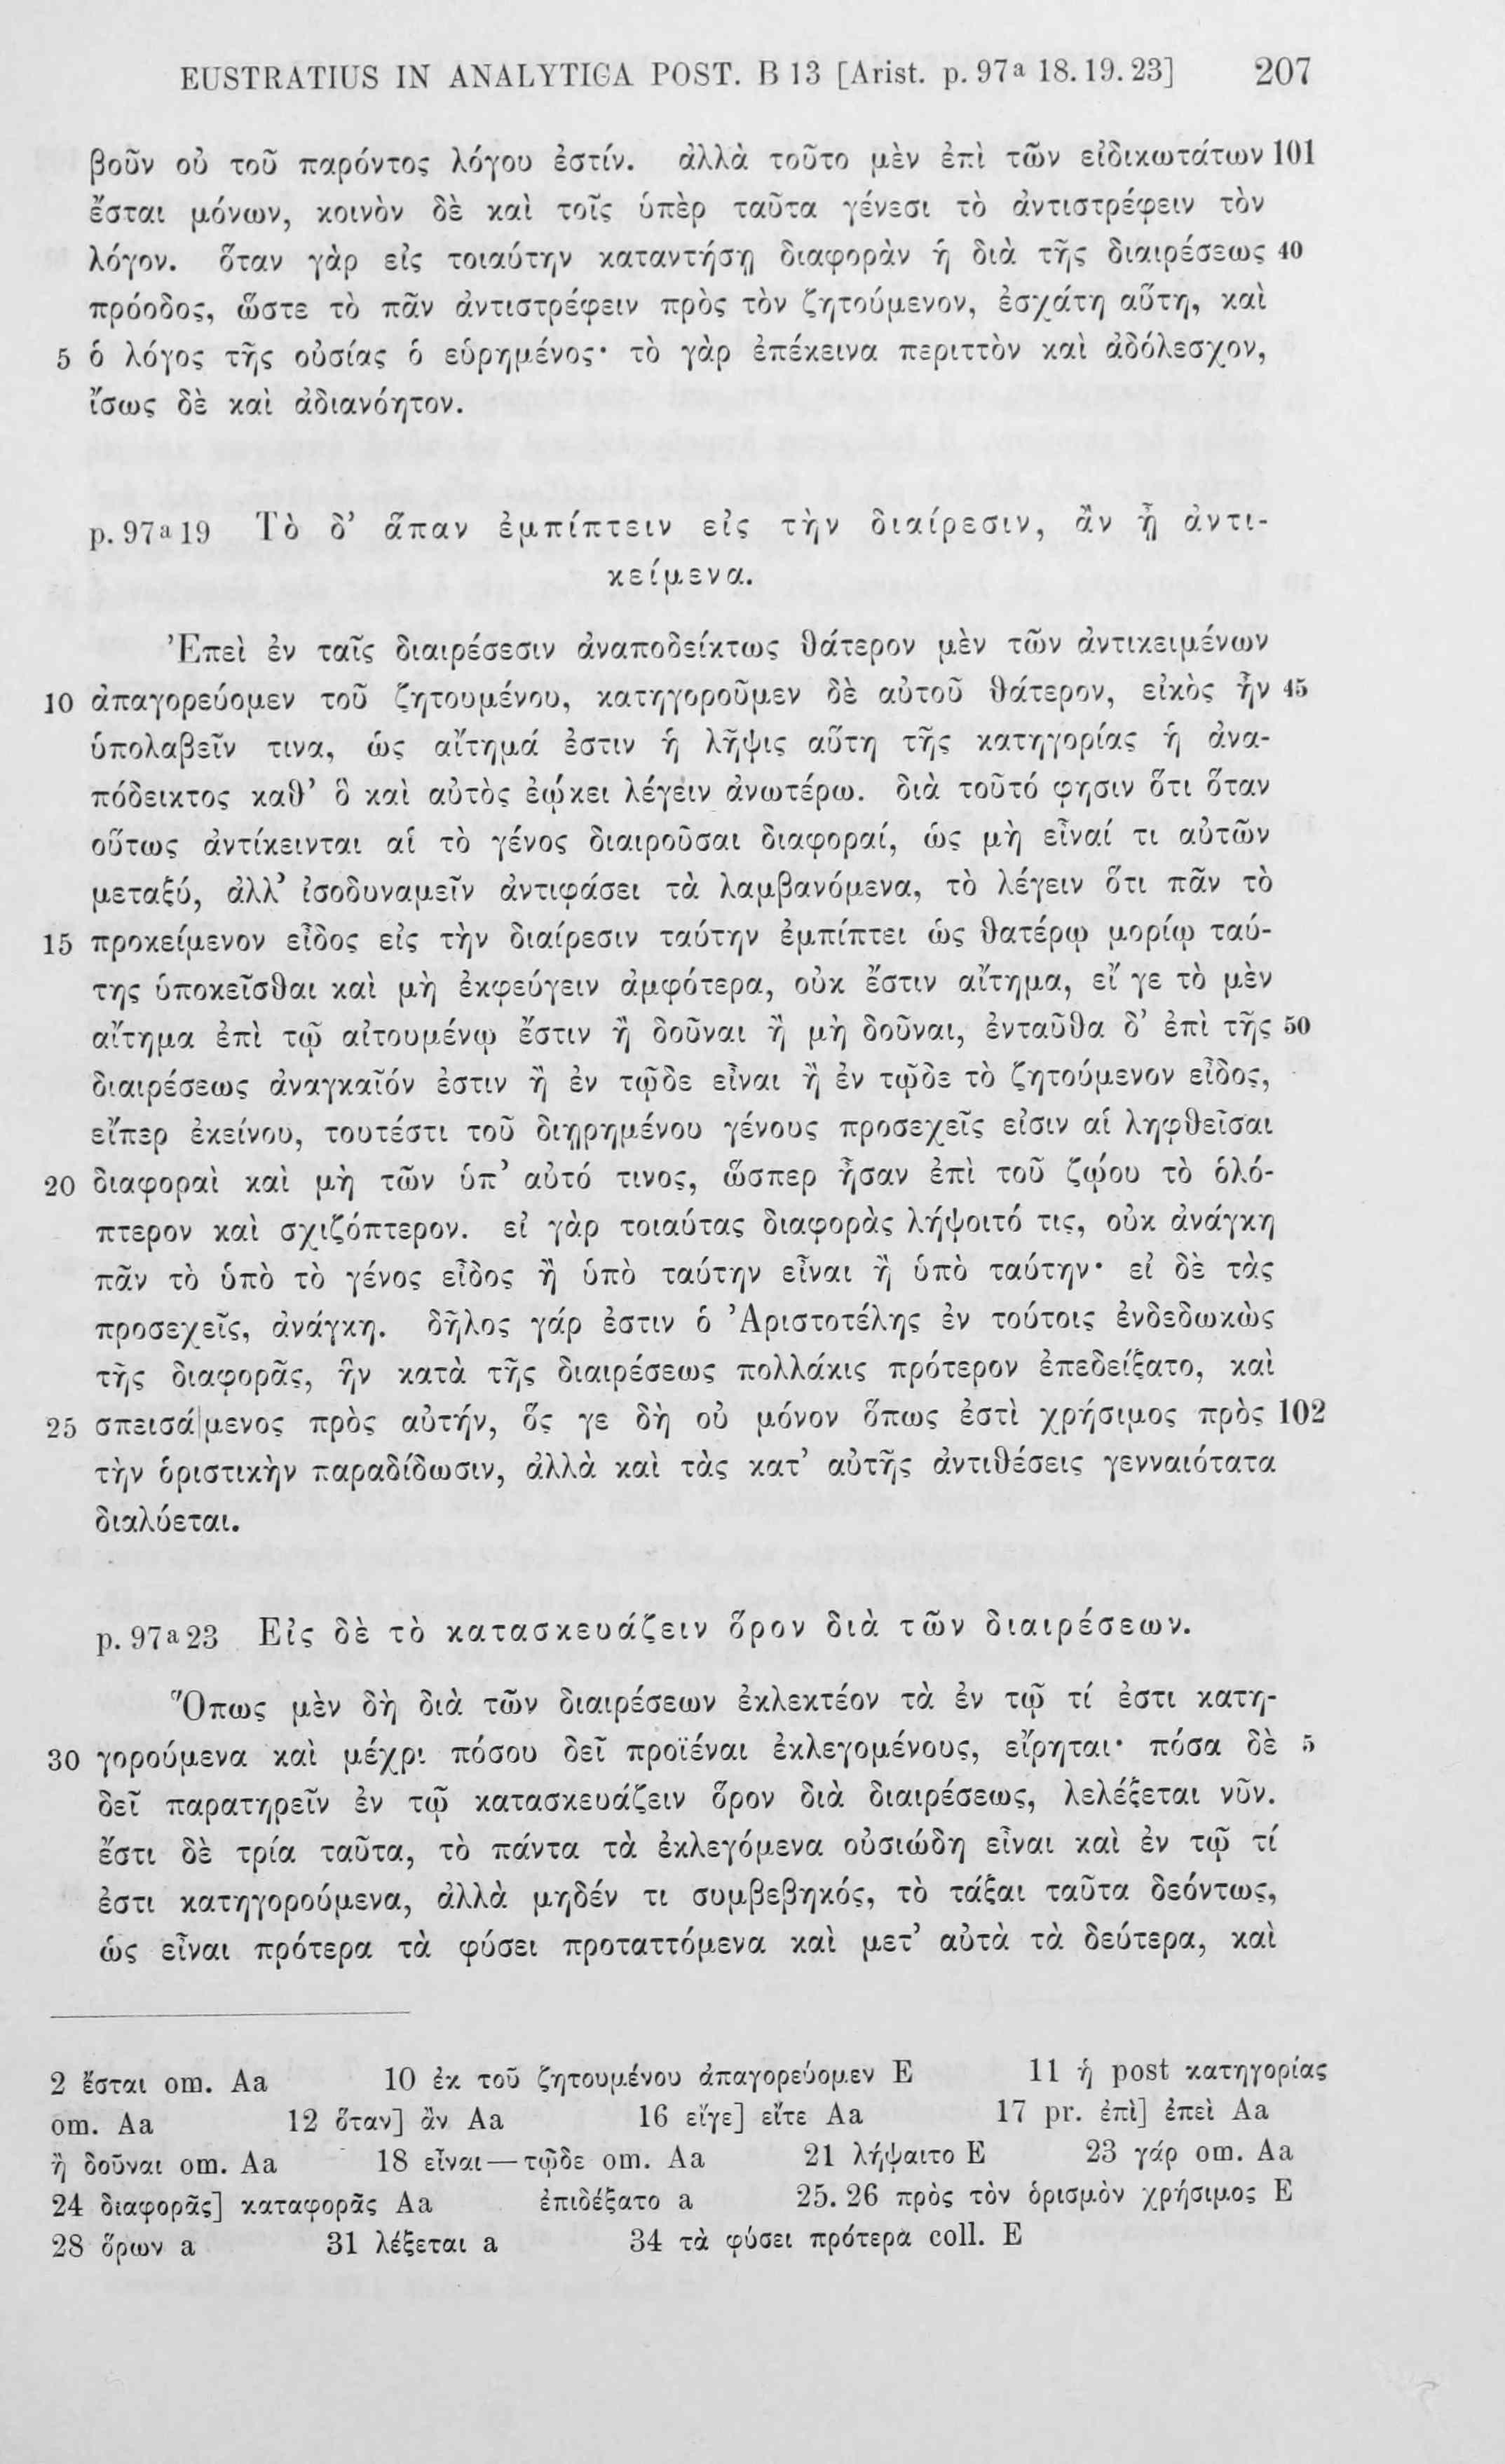 EUSTRATIUS IN ANALYTICA POST. B 13 [Arist. p. 97a 18. 19. 23] 207
βοῦν οὐ τοῦ παρόντος λόγου ἐστίν. ἀλλὰ τοῦτο μὲν ἐπὶ τῶν εἰδικωτάτων 101
ἔσται μόνων, κοινὸν δὲ καὶ τοῖς ὑπὲρ ταῦτα γένεσι τὸ ἀντιστρέφειν τὸν
λόγον. ὅταν γὰρ εἰς τοιαύτην καταντήσῃ διαφορὰν ἡ διὰ τῆς διαιρέσεως 40
πρόοδος, ὥστε τὸ πᾶν ἀντιστρέφειν πρὸς τὸν ζητούμενον, ἐσχάτη αὕτη, καὶ
5 ὁ λόγος τῆς οὐσίας ὁ εὑρημένος· τὸ γὰρ ἐπέκεινα περιττὸν καὶ ἀδόλεσχον,
ἴσως δὲ καὶ ἀδιανόητον.
p. 97a 19 Τὸ δ’ ἅπαν ἐμπίπτειν εἰς τὴν διαίρεσιν, ἂν ᾖ ἀντι-
κείμενα.
Ἐπεὶ ἐν ταῖς διαιρέσεσιν ἀναποδείκτως θάτερον μὲν τῶν ἀντικειμένων
10 ἀπαγορεύομεν τοῦ ζητουμένου, κατηγοροῦμεν δὲ αὐτοῦ θάτερον, εἰκὸς ἦν 45
ὑπολαβεῖν τινα, ὡς αἴτημά ἐστιν ἡ λῆψις αὕτη τῆς κατηγορίας ἡ ἀνα-
πόδεικτος καθ’ ὃ καὶ αὐτὸς ἐῴκει λέγειν ἀνωτέρω. διὰ τοῦτό φησιν ὅτι ὅταν
οὕτως ἀντίκεινται αἱ τὸ γένος διαιροῦσαι διαφοραί, ὡς μὴ εἶναί τι αὐτῶν
μεταξύ, ἀλλ’ ἰσοδυναμεῖν ἀντιφάσει τὰ λαμβανόμενα, τὸ λέγειν ὅτι πᾶν τὸ
15 προκείμενον εἶδος εἰς τὴν διαίρεσιν ταύτην ἐμπίπτει ὡς θατέρῳ μορίῳ ταύ-
της ὑποκεῖσθαι καὶ μὴ ἐκφεύγειν ἀμφότερα, οὐκ ἔστιν αἴτημα, εἴ γε τὸ μὲν
αἴτημα ἐπὶ τῷ αἰτουμένῳ ἔστιν ἢ δοῦναι ἢ μὴ δοῦναι, ἐνταῦθα δ’ ἐπὶ τῆς 50
διαιρέσεως ἀναγκαῖόν ἐστιν ἢ ἐν τῷδε εἶναι ἢ ἐν τῷδε τὸ ζητούμενον εἶδος,
εἴπερ ἐκείνου, τουτέστι τοῦ διῃρημένου γένους προσεχεῖς εἰσιν αἱ ληφθεῖσαι
20 διαφοραὶ καὶ μὴ τῶν ὑπ’ αὐτό τινος, ὥσπερ ἦσαν ἐπὶ τοῦ ζῴου τὸ ὁλό-
πτερον καὶ σχιζόπτερον. εἰ γὰρ τοιαύτας διαφορὰς λήψοιτό τις, οὐκ ἀνάγκη
πᾶν τὸ ὑπὸ τὸ γένος εἶδος ἢ ὑπὸ ταύτην εἶναι ἢ ὑπὸ ταύτην· εἰ δὲ τὰς
προσεχεῖς, ἀνάγκη. δῆλος γάρ ἐστιν ὁ Ἀριστοτέλης ἐν τούτοις ἐνδεδωκὼς
τῆς διαφορᾶς, ἣν κατὰ τῆς διαιρέσεως πολλάκις πρότερον ἐπεδείξατο, καὶ
25 σπεισά|μενος πρὸς αὐτήν, ὅς γε δὴ οὐ μόνον ὅπως ἐστὶ χρήσιμος πρὸς 102
τὴν ὁριστικὴν παραδίδωσιν, ἀλλὰ καὶ τὰς κατ’ αὐτῆς ἀντιθέσεις γενναιότατα
διαλύεται.
p. 97a 23 Εἰς δὲ τὸ κατασκευάζειν ὅρον διὰ τῶν διαιρέσεων.
Ὅπως μὲν δὴ διὰ τῶν διαιρέσεων ἐκλεκτέον τὰ ἐν τῷ τί ἐστι κατη-
30 γορούμενα καὶ μέχρι πόσου δεῖ προϊέναι ἐκλεγομένους, εἴρηται· πόσα δὲ 5
δεῖ παρατηρεῖν ἐν τῷ κατασκευάζειν ὅρον διὰ διαιρέσεως, λελέξεται νῦν.
ἔστι δὲ τρία ταῦτα, τὸ πάντα τὰ ἐκλεγόμενα οὐσιώδη εἶναι καὶ ἐν τῷ τί
ἐστι κατηγορούμενα, ἀλλὰ μηδέν τι συμβεβηκός, τὸ τάξαι ταῦτα δεόντως,
ὡς εἶναι πρότερα τὰ φύσει προταττόμενα καὶ μετ’ αὐτὰ τὰ δεύτερα, καὶ
2 ἔσται om. Aa 10 ἐκ τοῦ ζητουμένου ἀπαγορεύομεν E 11 ἡ post κατηγορίας
om. Aa 12 ὅταν] ἂν Aa 16 εἴγε] εἴτε Aa 17 pr. ἐπὶ] ἐπεὶ Aa
ἢ δοῦναι om. Aa 18 εἶναι—τῷδε om. Aa 21 λήψαιτο E 23 γάρ om. Aa
24 διαφορᾶς] καταφορᾶς Aa ἐπιδέξατο a 25. 26 πρὸς τὸν ὁρισμὸν χρήσιμος E
28 ὅρων a 31 λέξεται a 34 τὰ φύσει πρότερα coll. E